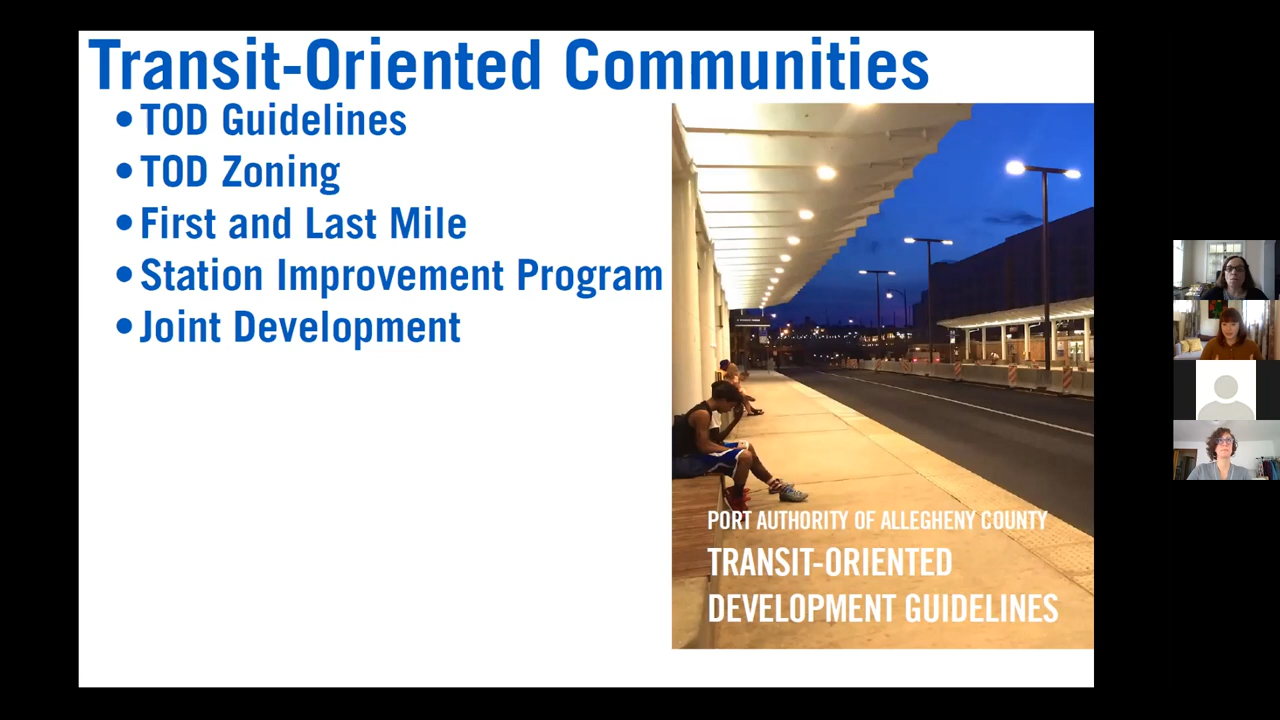 Transit-Oriented Communities
• TOD Guidelines
• TOD Zoning
• First and Last Mile
• Station Improvement Program
• Joint Development
PORT AUTHORITY OF ALLEGHENY COUNTY
TRANSIT-ORIENTED
DEVELOPMENT GUIDELINES